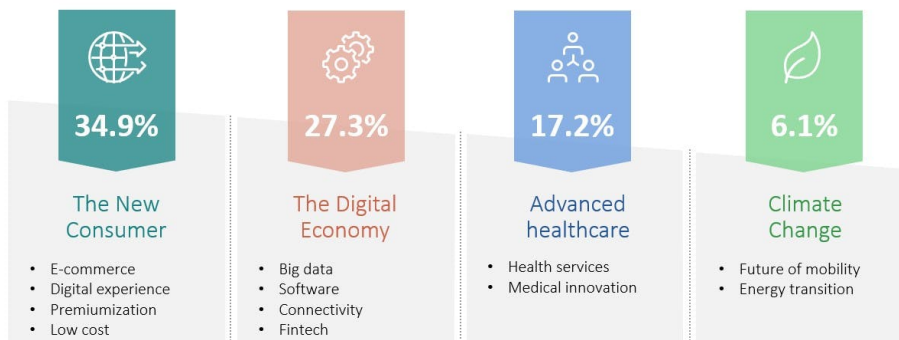 34.9%
The New
Consumer
• E-commerce
• Digital experience
• Premiumization
• Low cost
27.3%
The Digital
Economy
• Big data
• Software
• Connectivity
• Fintech
17.2%
Advanced
healthcare
• Health services
• Medical innovation
6.1%
Climate
Change
• Future of mobility
• Energy transition